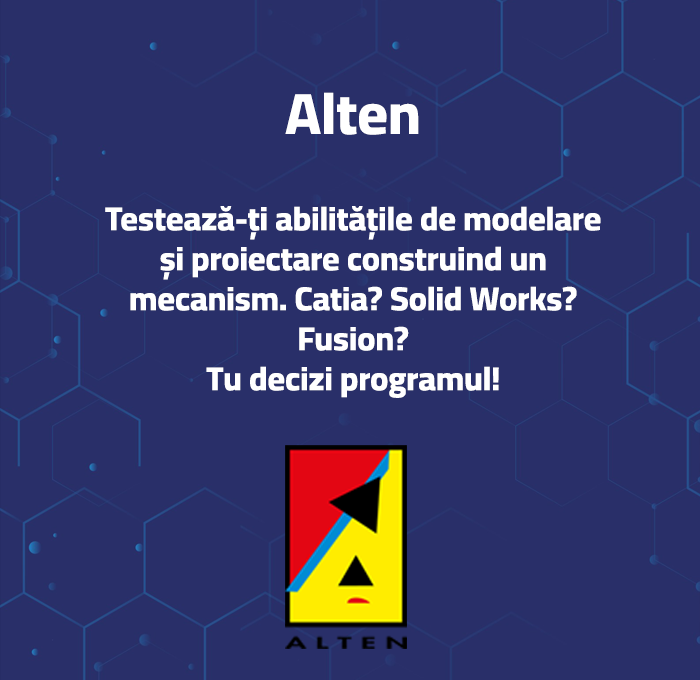 Alten
Testează-ți abilitățile de modelare
și proiectare construind un
mecanism. Catia? Solid Works?
Fusion?
Tu decizi programul!
ALTEN